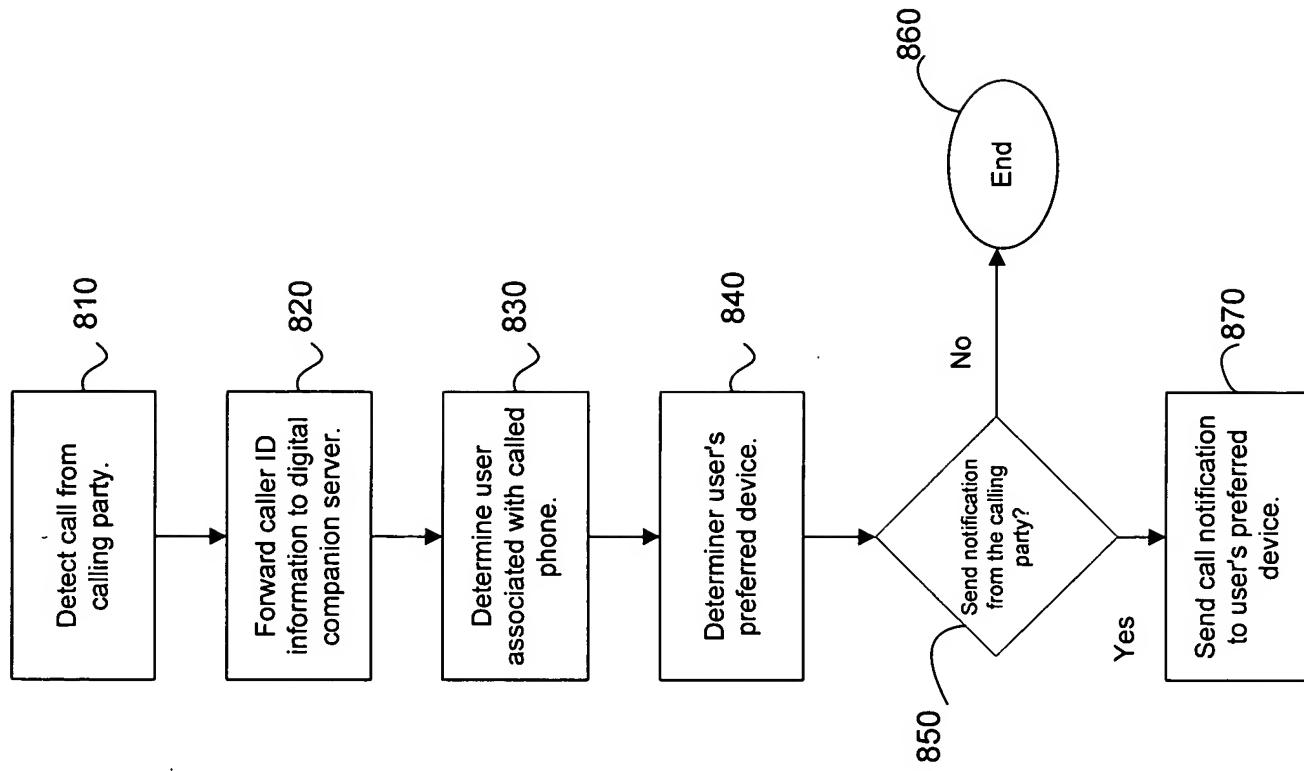 Detect call from
calling party.
810
Forward caller ID
information to digital
companion server.
820
Determine user
associated with called
phone.
830
Determiner user's
preferred device.
840
Send notification
from the calling
party?
850
No
End
860
Yes
Send call notification
to user's preferred
device.
870